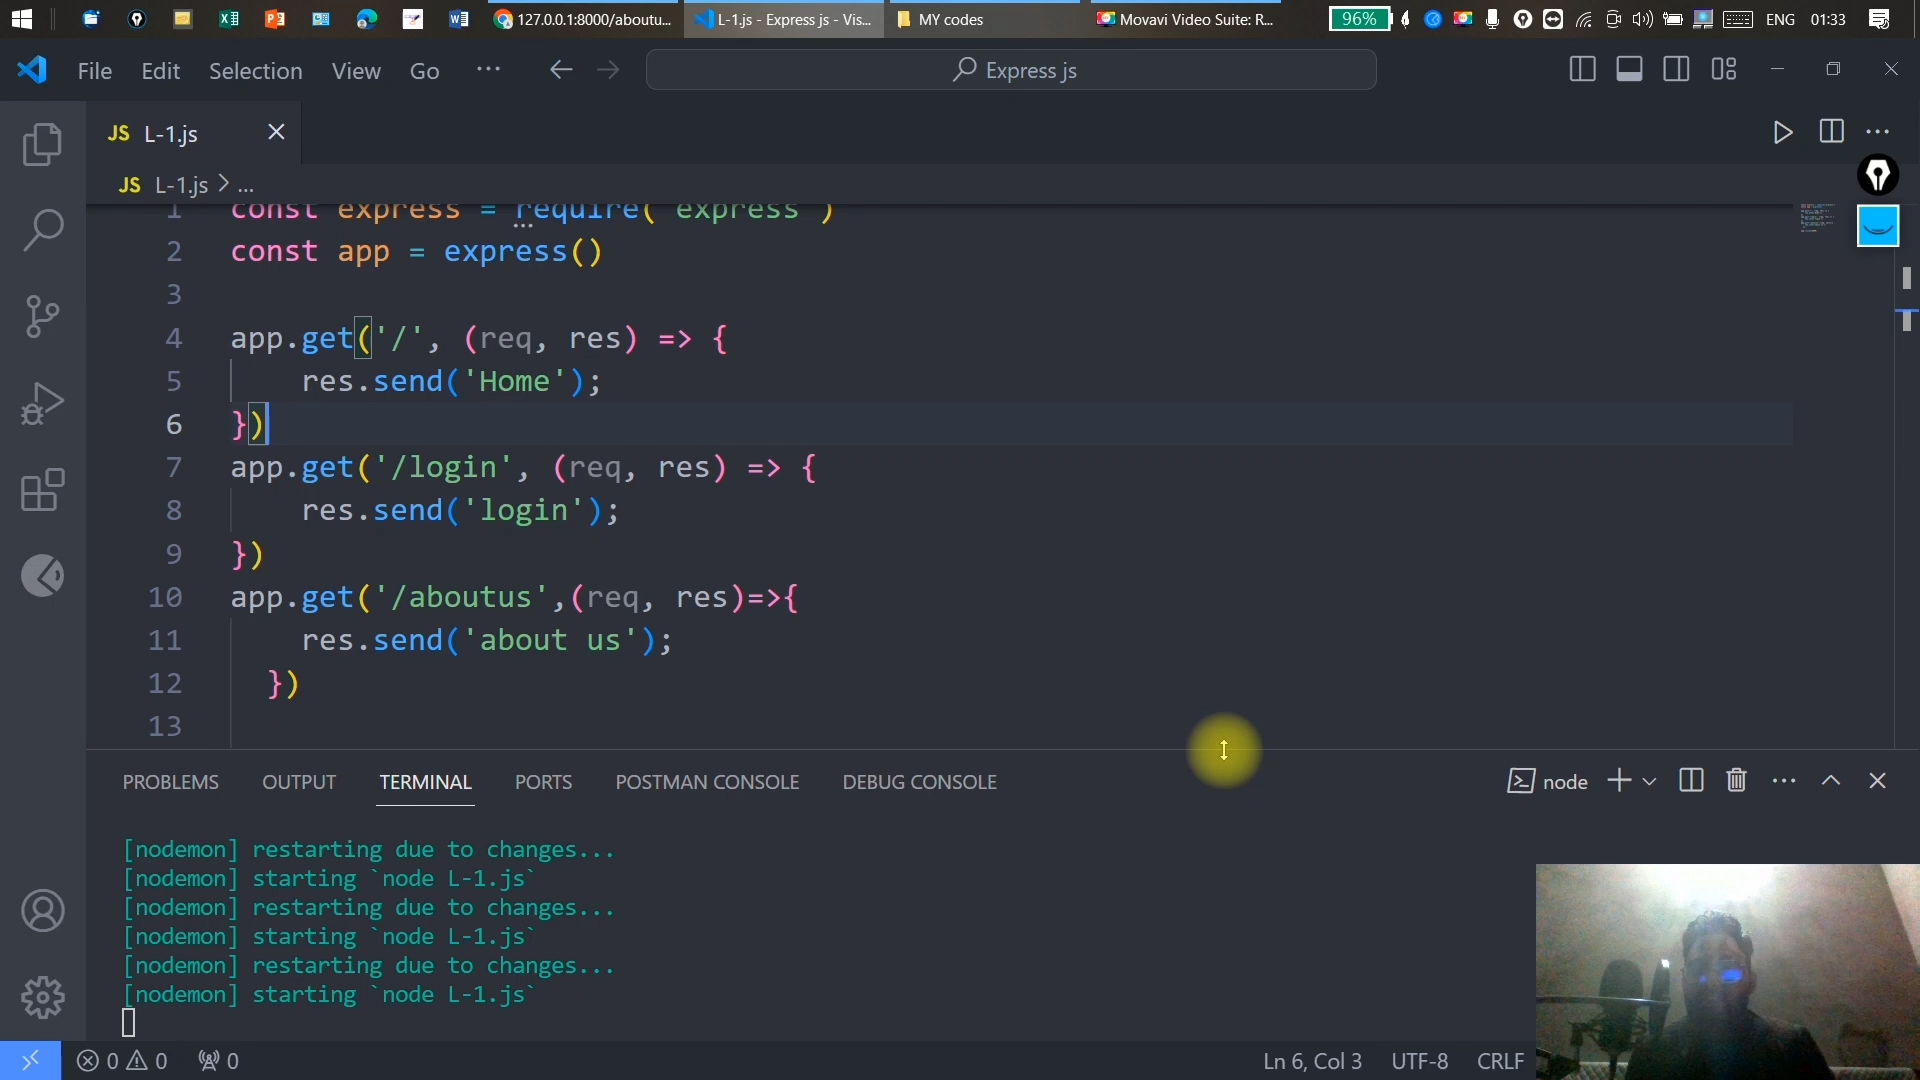 127.0.0.1:8000/aboutu...
L-1.js - Express js - Vis...
MY codes
Movavi Video Suite: R...
96%
ENG
01:33
File
Edit
Selection
View
Go
Express js
JS L-1.js
JS L-1.js > ...
1 const express = require('express')
2 const app = express()
3
4 app.get('/', (req, res) => {
5 res.send('Home');
6 })
7 app.get('/login', (req, res) => {
8 res.send('login');
9 })
10 app.get('/aboutus',(req, res)=>{
11 res.send('about us');
12 })
13
PROBLEMS
OUTPUT
TERMINAL
PORTS
POSTMAN CONSOLE
DEBUG CONSOLE
node
[nodemon] restarting due to changes...
[nodemon] starting `node L-1.js`
[nodemon] restarting due to changes...
[nodemon] starting `node L-1.js`
[nodemon] restarting due to changes...
[nodemon] starting `node L-1.js`
0
0
0
Ln 6, Col 3
UTF-8
CRLF